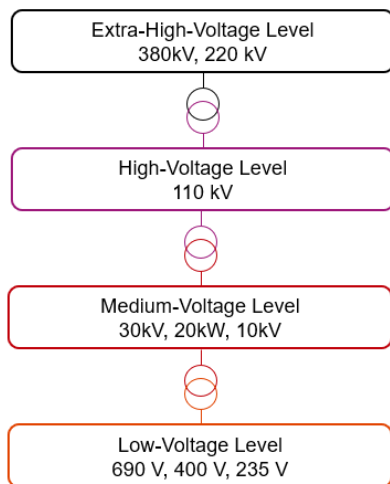 Extra-High-Voltage Level
380kV, 220 kV
High-Voltage Level
110 kV
Medium-Voltage Level
30kV, 20kW, 10kV
Low-Voltage Level
690 V, 400 V, 235 V